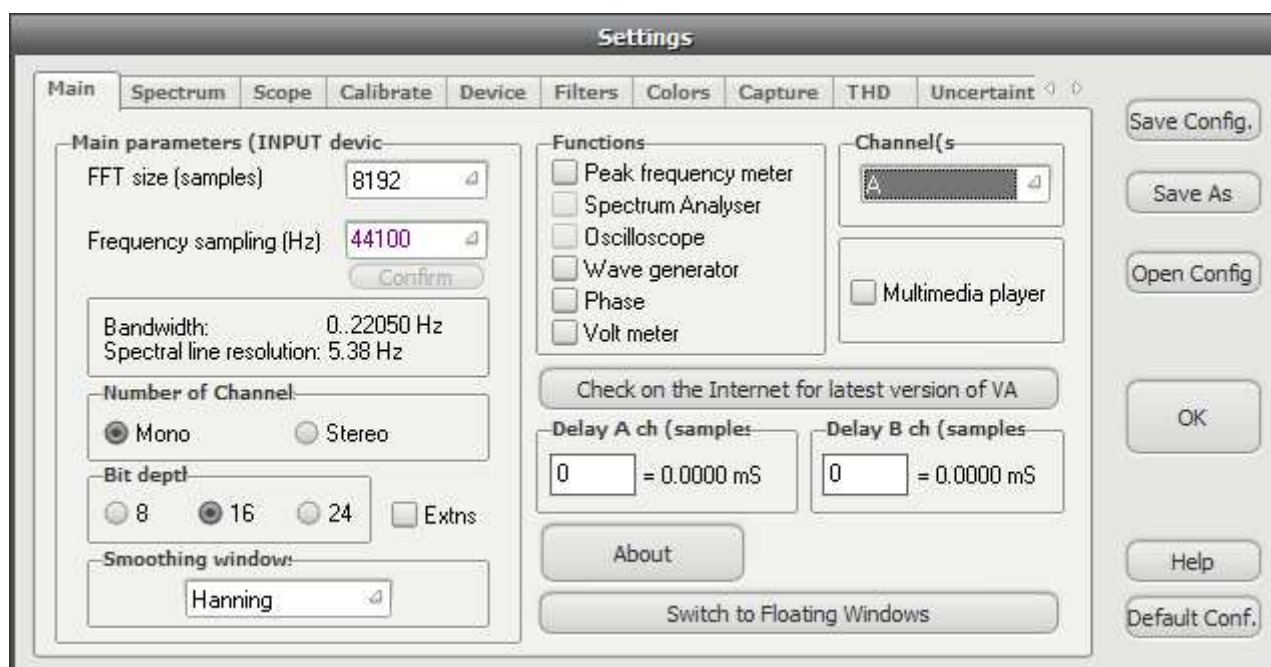 Settings
Main Spectrum Scope Calibrate Device Filters Colors Capture THD Uncertaint
Main parameters (INPUT devic
FFT size (samples) 8192
Frequency sampling (Hz) 44100
Confirm
Bandwidth: 0..22050 Hz
Spectral line resolution: 5.38 Hz
Number of Channel
Mono Stereo
Bit depth
8 16 24 Extns
Smoothing window:
Hanning
Functions
Peak frequency meter
Spectrum Analyser
Oscilloscope
Wave generator
Phase
Volt meter
Channel(s
A
Multimedia player
Check on the Internet for latest version of VA
Delay A ch (samples
0 = 0.0000 mS
Delay B ch (samples
0 = 0.0000 mS
About
Switch to Floating Windows
Save Config.
Save As
Open Config
OK
Help
Default Conf.